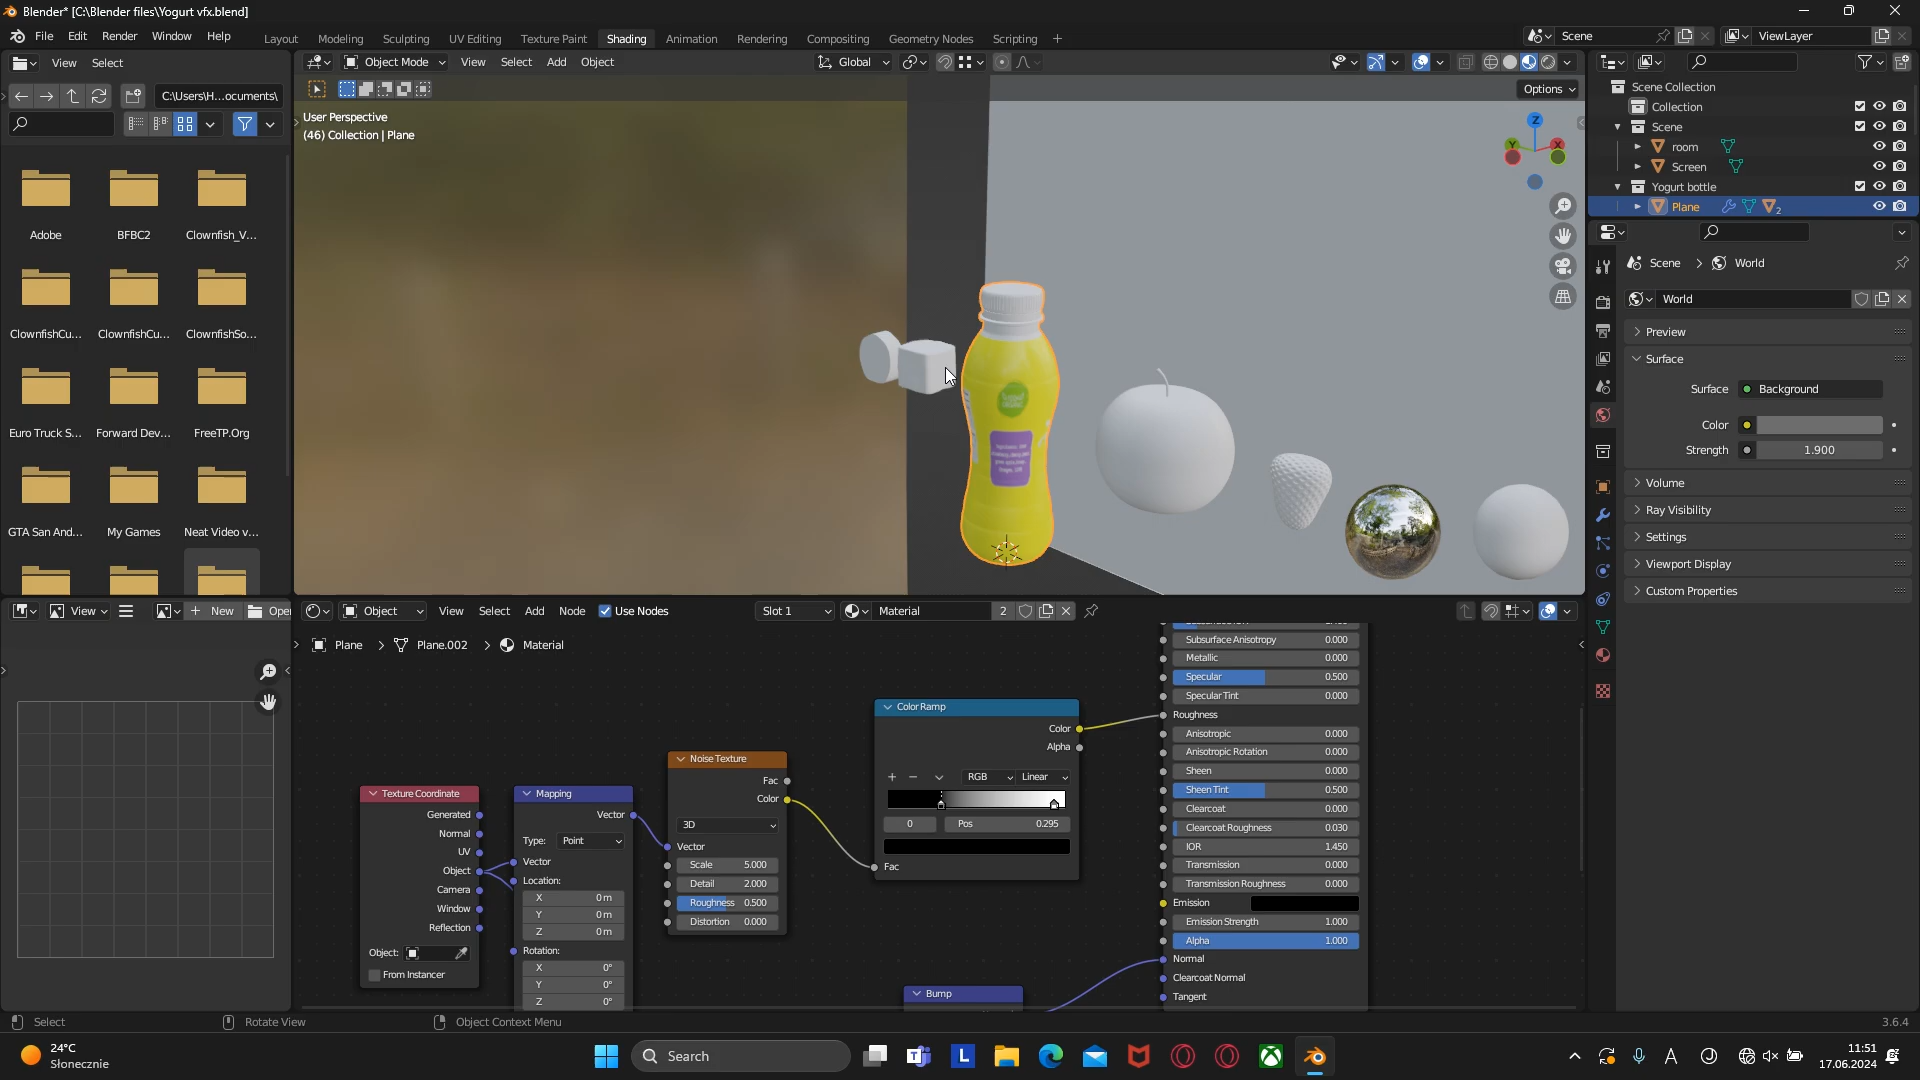 Blender* [C:\Blender files\Yogurt vfx.blend]
File Edit Render Window Help Layout Modeling Sculpting UV Editing Texture Paint Shading Animation Rendering Compositing Geometry Nodes Scripting + Scene ViewLayer
View Select Object Mode View Select Add Object Global
C:\Users\H...ocuments\ Options
User Perspective
(46) Collection | Plane
Z
Y X
Adobe BFBC2 Clownfish_V...
ClownfishCu... ClownfishCu... ClownfishSo...
Euro Truck S... Forward Dev... FreeTP.Org
GTA San And... My Games Neat Video v...
Scene Collection
Collection
Scene
room
Screen
Yogurt bottle
Plane 2
Scene > World
World
Preview
Surface
Surface Background
Color
Strength 1.900
Volume
Ray Visibility
Settings
Viewport Display
Custom Properties
View + New Open Object View Select Add Node Use Nodes Slot 1 Material 2
Plane > Plane.002 > Material
Texture Coordinate
Generated
Normal
UV
Object
Camera
Window
Reflection
Object:
From Instancer
Mapping
Vector
Type: Point
Vector
Location:
X 0 m
Y 0 m
Z 0 m
Rotation:
X 0°
Y 0°
Z 0°
Noise Texture
Fac
Color
3D
Vector
Scale 5.000
Detail 2.000
Roughness 0.500
Distortion 0.000
Color Ramp
Color
Alpha
+ − RGB Linear
0 Pos 0.295
Fac
Bump
Subsurface Anisotropy 0.000
Metallic 0.000
Specular 0.500
Specular Tint 0.000
Roughness
Anisotropic 0.000
Anisotropic Rotation 0.000
Sheen 0.000
Sheen Tint 0.500
Clearcoat 0.000
Clearcoat Roughness 0.030
IOR 1.450
Transmission 0.000
Transmission Roughness 0.000
Emission
Emission Strength 1.000
Alpha 1.000
Normal
Clearcoat Normal
Tangent
Select Rotate View Object Context Menu 3.6.4
24°C
Słonecznie
Search
11:51
17.06.2024